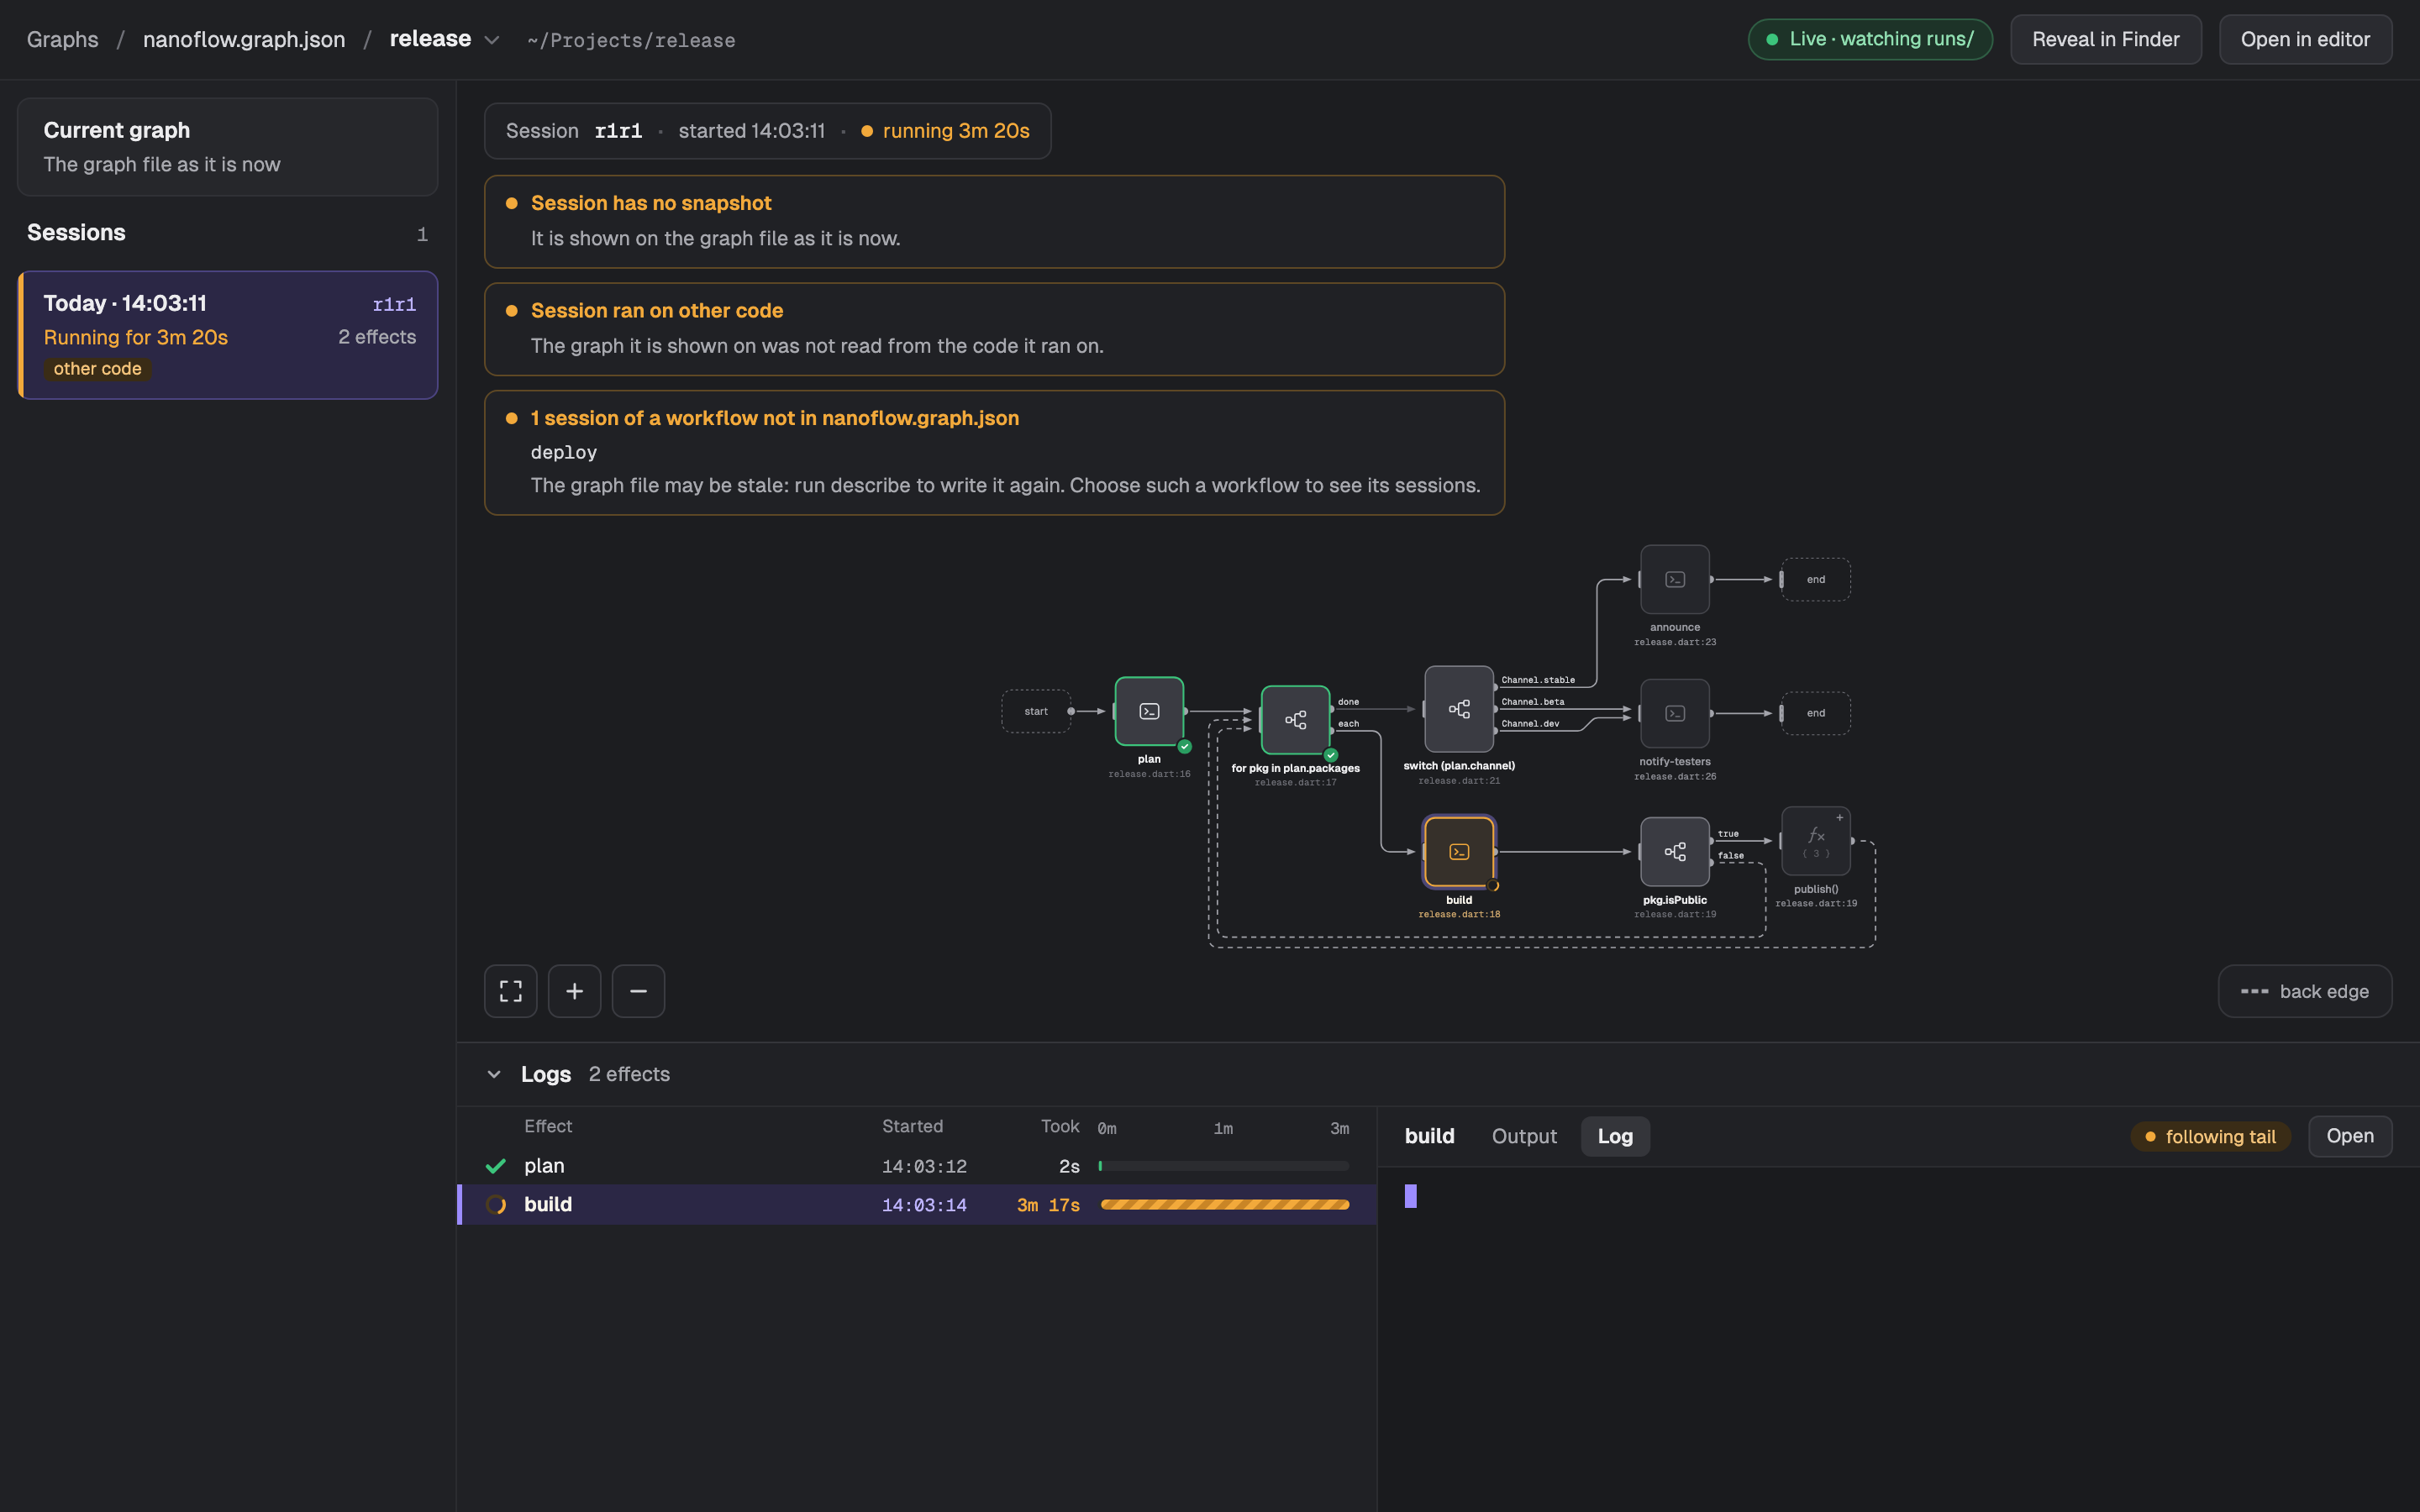 Graphs / nanoflow.graph.json / release ~/Projects/release
Live · watching runs/
Reveal in Finder
Open in editor
Current graph
The graph file as it is now
Sessions 1
Today · 14:03:11 r1r1
Running for 3m 20s 2 effects
other code
Session r1r1 · started 14:03:11 · running 3m 20s
Session has no snapshot
It is shown on the graph file as it is now.
Session ran on other code
The graph it is shown on was not read from the code it ran on.
1 session of a workflow not in nanoflow.graph.json
deploy
The graph file may be stale: run describe to write it again. Choose such a workflow to see its sessions.
start
plan
release.dart:16
for pkg in plan.packages
release.dart:17
done
each
switch (plan.channel)
release.dart:21
Channel.stable
Channel.beta
Channel.dev
announce
release.dart:23
end
notify-testers
release.dart:26
end
build
release.dart:18
pkg.isPublic
release.dart:19
true
false
+
fx
( 3 )
publish()
release.dart:19
back edge
Logs 2 effects
Effect Started Took 0m 1m 3m
plan 14:03:12 2s
build 14:03:14 3m 17s
build Output Log
following tail
Open